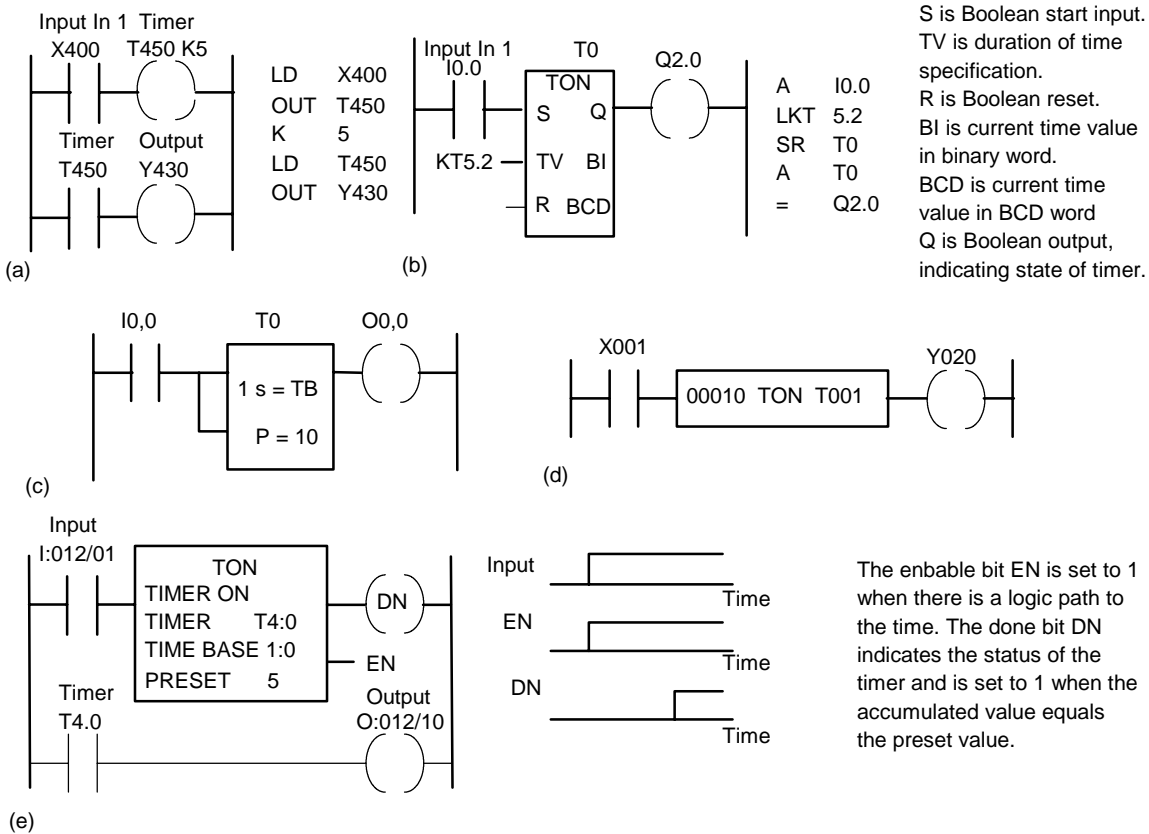 Input In 1 Timer
X400 T450 K5
Timer Output
T450 Y430
(a)
LD X400
OUT T450
K 5
LD T450
OUT Y430
Input In 1
I0.0
T0
TON
S Q
KT5.2 TV BI
R BCD
Q2.0
(b)
A I0.0
LKT 5.2
SR T0
A T0
= Q2.0
S is Boolean start input.
TV is duration of time
specification.
R is Boolean reset.
BI is current time value
in binary word.
BCD is current time
value in BCD word
Q is Boolean output,
indicating state of timer.
I0,0 T0 O0,0
1 s = TB
P = 10
(c)
X001 Y020
00010 TON T001
(d)
Input
I:012/01
TON
TIMER ON
TIMER T4:0
TIME BASE 1:0
PRESET 5
DN
EN
Timer
T4.0
Output
O:012/10
(e)
Input
Time
EN
Time
DN
Time
The enbable bit EN is set to 1
when there is a logic path to
the time. The done bit DN
indicates the status of the
timer and is set to 1 when the
accumulated value equals
the preset value.